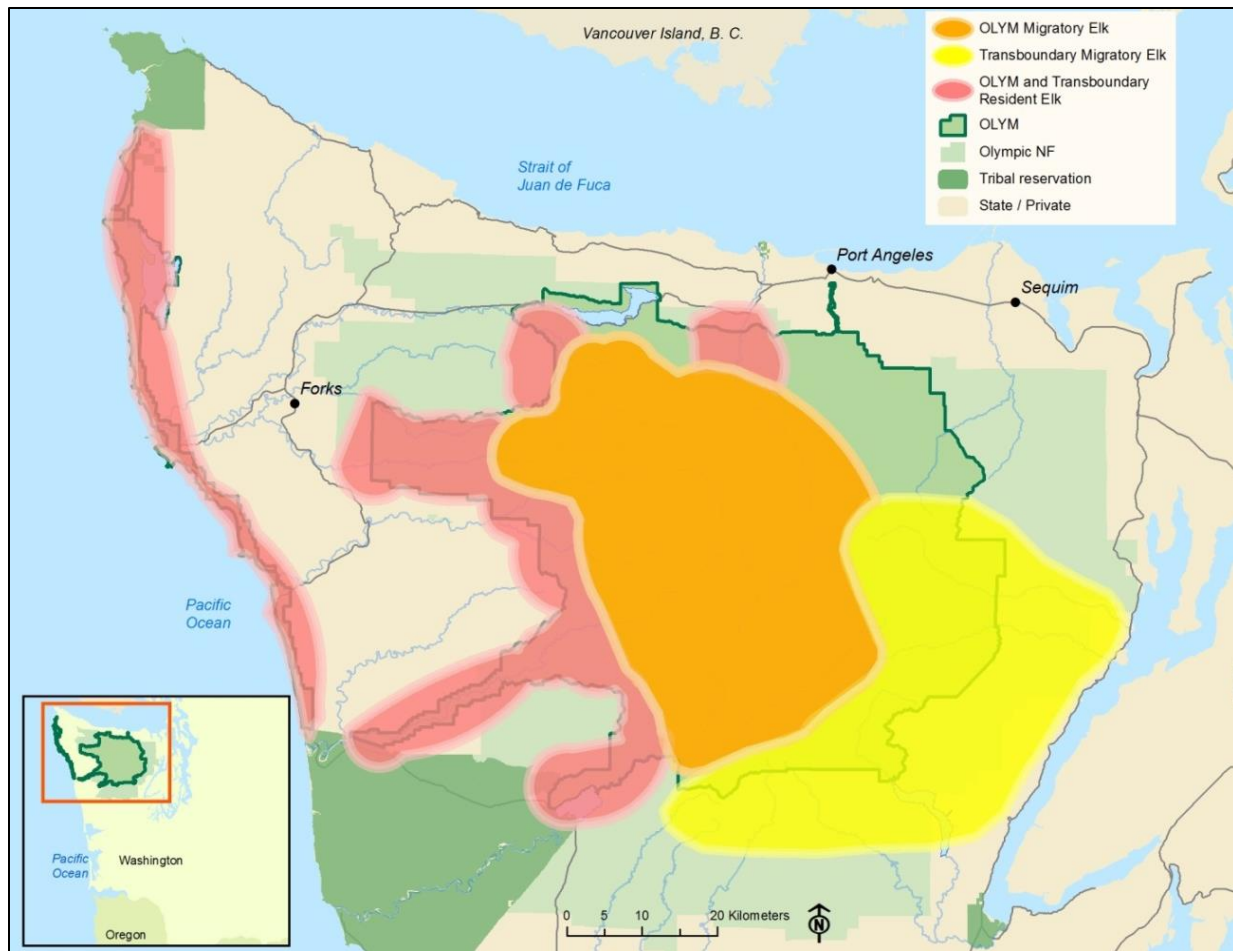 Vancouver Island, B. C.
OLYM Migratory Elk
Transboundary Migratory Elk
OLYM and Transboundary
Resident Elk
OLYM
Olympic NF
Tribal reservation
State / Private
Strait of
Juan de Fuca
Port Angeles
Sequim
Forks
Pacific
Ocean
Pacific
Ocean
Washington
Oregon
0 5 10 20 Kilometers
N